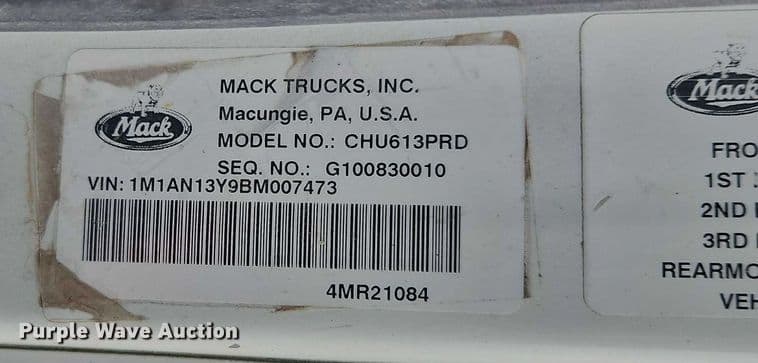 Mack
MACK TRUCKS, INC.
Macungie, PA, U.S.A.
MODEL NO.: CHU613PRD
SEQ. NO.: G100830010
VIN: 1M1AN13Y9BM007473
4MR21084
Mack
FRO
1ST
2ND
3RD
REARMO
VEH
Purple Wave Auction